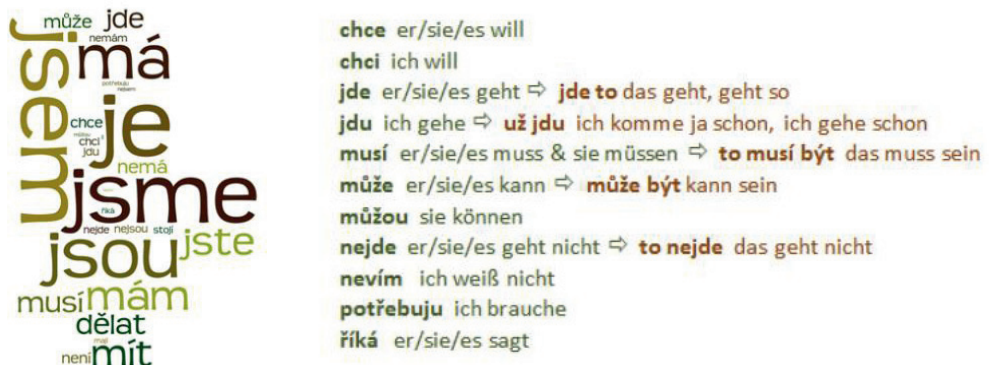 může jde
nemám
jsem
má
potřebuju
nejsem
chce
je
můžou
chci
jdu
nemá
jsme
říká
nejde nejsou stojí
jsou
jste
musí mám
dělat
mají
není mít
chce er/sie/es will
chci ich will
jde er/sie/es geht ⇨ jde to das geht, geht so
jdu ich gehe ⇨ už jdu ich komme ja schon, ich gehe schon
musí er/sie/es muss & sie müssen ⇨ to musí být das muss sein
může er/sie/es kann ⇨ může být kann sein
můžou sie können
nejde er/sie/es geht nicht ⇨ to nejde das geht nicht
nevím ich weiß nicht
potřebuju ich brauche
říká er/sie/es sagt